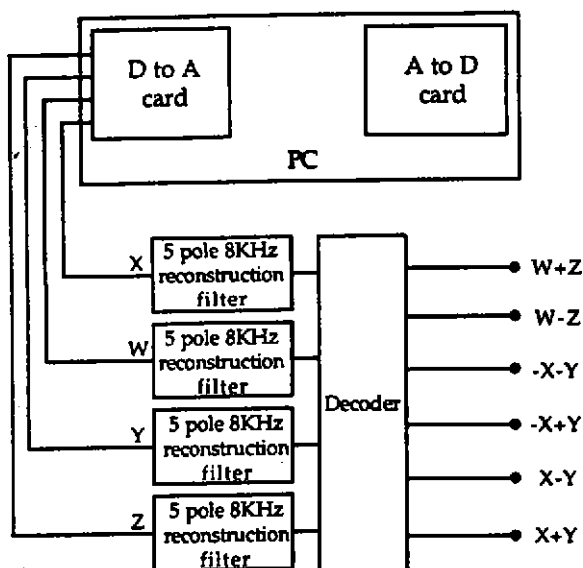 D to A
card
A to D
card
PC
X
5 pole 8KHz
reconstruction
filter
W
5 pole 8KHz
reconstruction
filter
Y
5 pole 8KHz
reconstruction
filter
Z
5 pole 8KHz
reconstruction
filter
Decoder
W+Z
W-Z
-X-Y
-X+Y
X-Y
X+Y